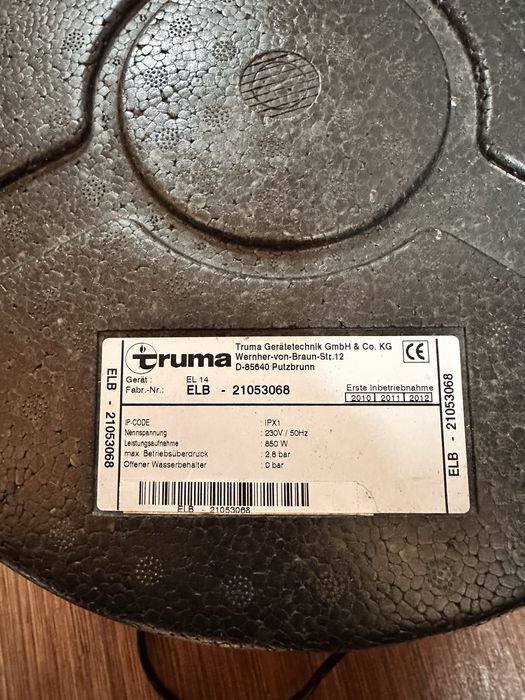 truma
Truma Gerätetechnik GmbH & Co. KG
Wernher-von-Braun-Str.12
D-85640 Putzbrunn
CE
Gerät : EL 14
Fabr.-Nr.: ELB - 21053068
Erste Inbetriebnahme
2010 2011 2012
IP-CODE : IPX1
Nennspannung : 230V / 50Hz
Leistungsaufnahme : 850 W
max. Betriebsüberdruck : 2,8 bar
Offener Wasserbehälter : 0 bar
ELB - 21053068
ELB - 21053068
ELB - 21053068